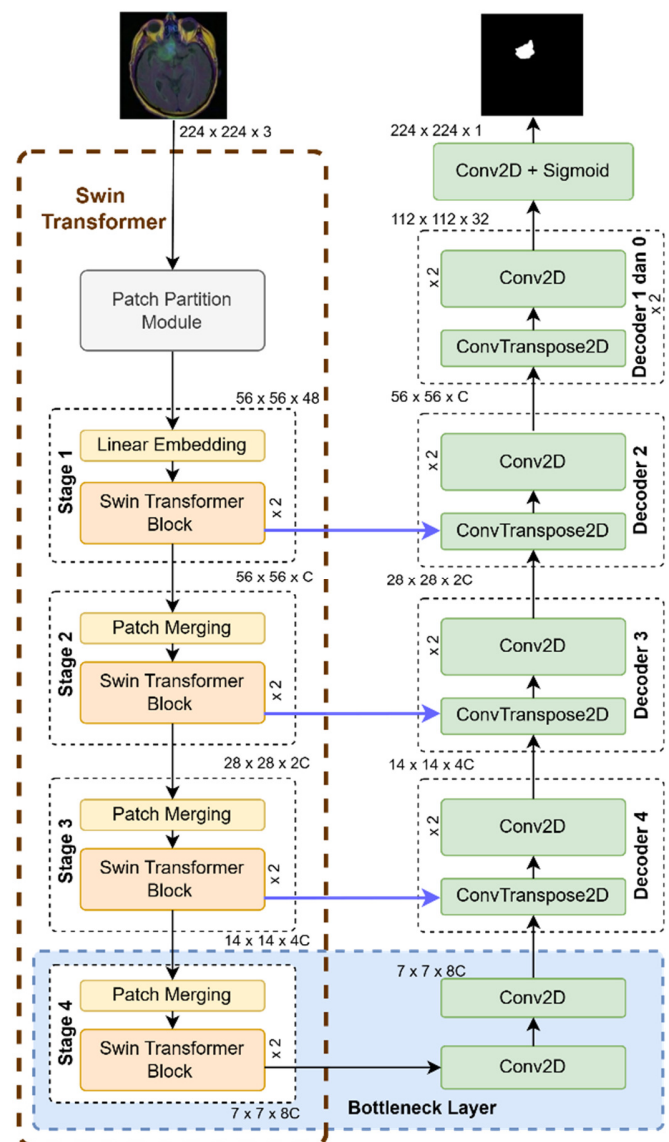 224 x 224 x 3
Swin
Transformer
Patch Partition
Module
56 x 56 x 48
Stage 1
Linear Embedding
Swin Transformer
Block
x 2
56 x 56 x C
Stage 2
Patch Merging
Swin Transformer
Block
x 2
28 x 28 x 2C
Stage 3
Patch Merging
Swin Transformer
Block
x 2
14 x 14 x 4C
Stage 4
Patch Merging
Swin Transformer
Block
x 2
7 x 7 x 8C
Bottleneck Layer
Conv2D
Conv2D
7 x 7 x 8C
Decoder 4
ConvTranspose2D
Conv2D
x 2
14 x 14 x 4C
Decoder 3
ConvTranspose2D
Conv2D
x 2
28 x 28 x 2C
Decoder 2
ConvTranspose2D
Conv2D
x 2
56 x 56 x C
Decoder 1 dan 0
x 2
ConvTranspose2D
Conv2D
x 2
112 x 112 x 32
Conv2D + Sigmoid
224 x 224 x 1